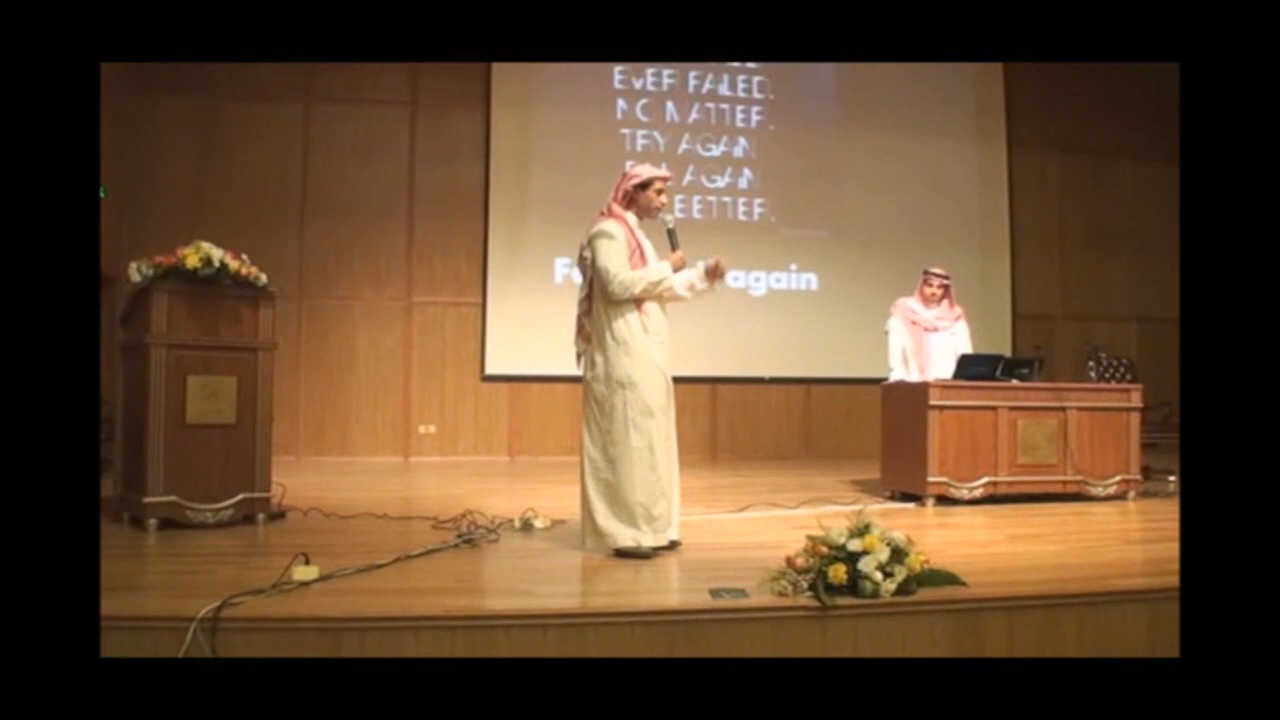 EVER FAILED.
NO MATTER.
TRY AGAIN
AGAIN
BETTER.
again